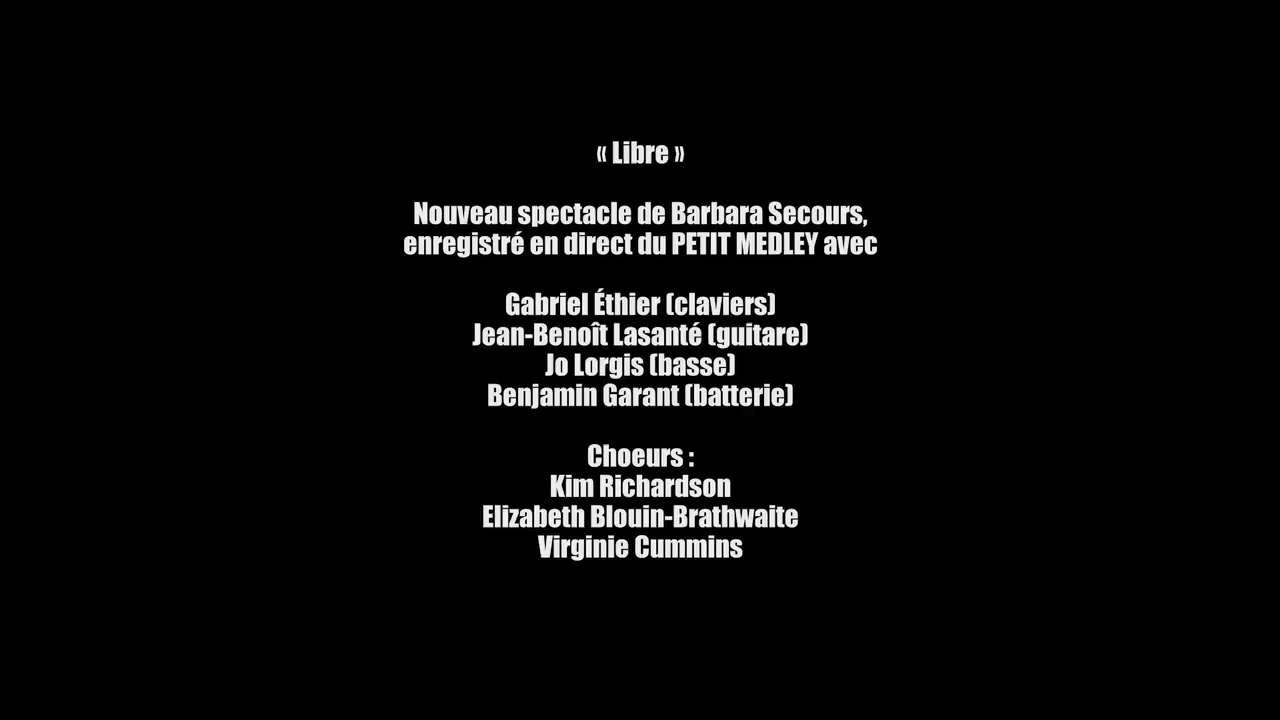 « Libre »
Nouveau spectacle de Barbara Secours,
enregistré en direct du PETIT MEDLEY avec
Gabriel Éthier (claviers)
Jean-Benoît Lasanté (guitare)
Jo Lorgis (basse)
Benjamin Garant (batterie)
Choeurs :
Kim Richardson
Elizabeth Blouin-Brathwaite
Virginie Cummins